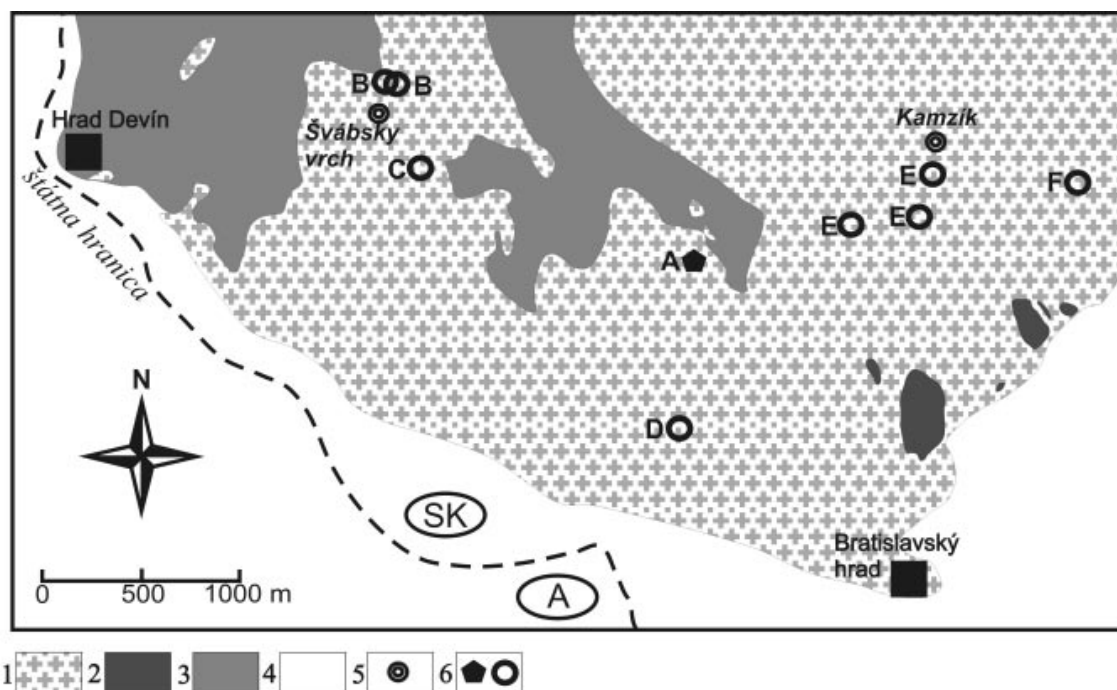 B B
Hrad Devín
Švábsky
vrch
Kamzík
C
E
F
E
E
štátna hranica
A
N
D
SK
Bratislavský
hrad
0 500 1000 m
A
1 2 3 4 5 6